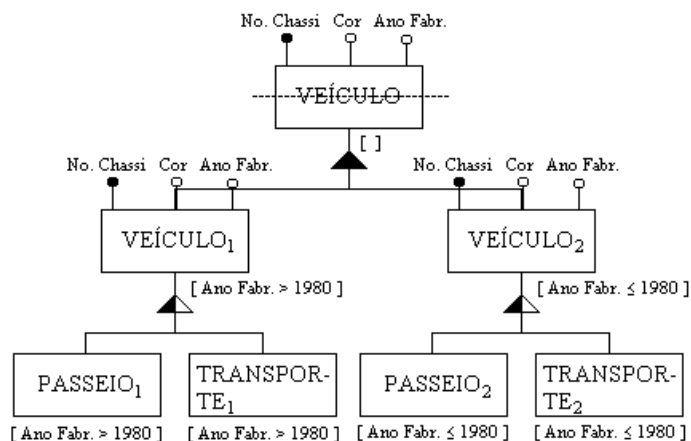 No. Chassi Cor Ano Fabr.
VEÍCULO
[ ]
No. Chassi Cor Ano Fabr.
No. Chassi Cor Ano Fabr.
VEÍCULO1
VEÍCULO2
[ Ano Fabr. > 1980 ]
[ Ano Fabr. ≤ 1980 ]
PASSEIO1
TRANSPOR-
TE1
PASSEIO2
TRANSPOR-
TE2
[ Ano Fabr. > 1980 ]
[ Ano Fabr. > 1980 ]
[ Ano Fabr. ≤ 1980 ]
[ Ano Fabr. ≤ 1980 ]